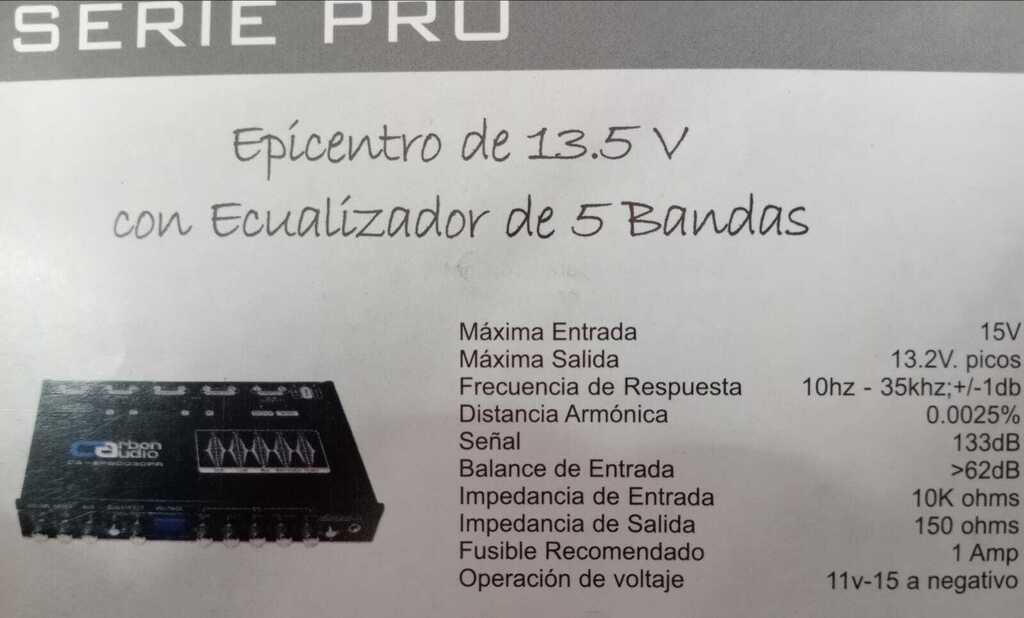 SERIE PRO
Epicentro de 13.5 V
con Ecualizador de 5 Bandas
Máxima Entrada 15V
Máxima Salida 13.2V. picos
Frecuencia de Respuesta 10hz - 35khz;+/-1db
Distancia Armónica 0.0025%
Señal 133dB
Balance de Entrada >62dB
Impedancia de Entrada 10K ohms
Impedancia de Salida 150 ohms
Fusible Recomendado 1 Amp
Operación de voltaje 11v-15 a negativo
Carbon
Audio